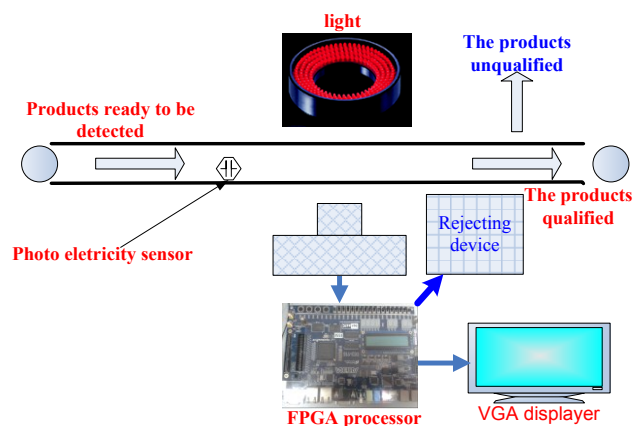 light
The products
unqualified
Products ready to be
detected
The products
qualified
Photo eletricity sensor
Rejecting
device
FPGA processor
VGA displayer